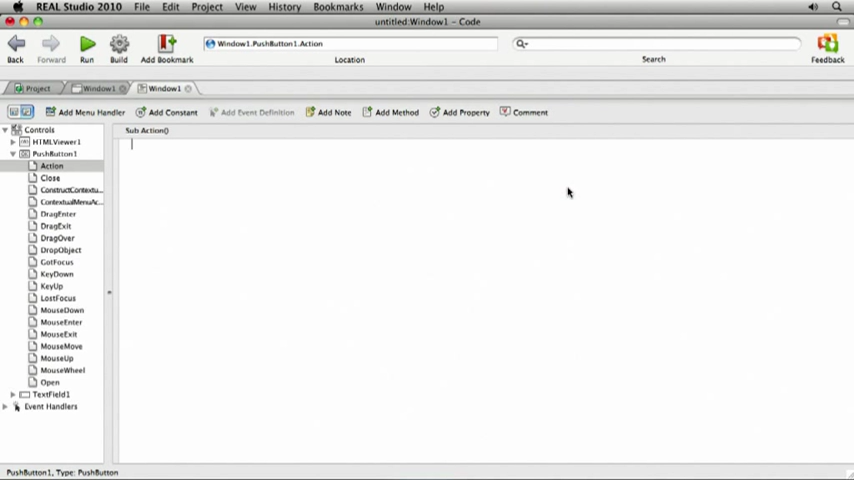 REAL Studio 2010 File Edit Project View History Bookmarks Window Help
untitled:Window1 – Code
Window1.PushButton1.Action
Back Forward Run Build Add Bookmark Location Search Feedback
Project Window1 Window1
Add Menu Handler Add Constant Add Event Definition Add Note Add Method Add Property Comment
Controls
Sub Action()
HTMLViewer1
PushButton1
Action
Close
ConstructContextu...
ContextualMenuAc...
DragEnter
DragExit
DragOver
DropObject
GotFocus
KeyDown
KeyUp
LostFocus
MouseDown
MouseEnter
MouseExit
MouseMove
MouseUp
MouseWheel
Open
TextField1
Event Handlers
PushButton1, Type: PushButton